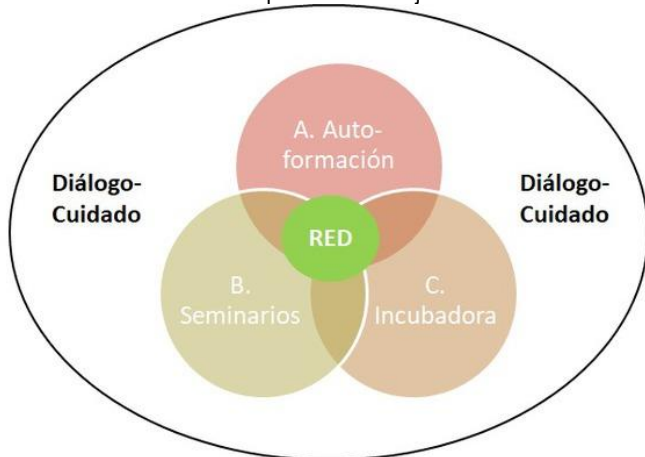 A. Auto-
formación
Diálogo-
Cuidado
Diálogo-
Cuidado
RED
B.
Seminarios
C.
Incubadora